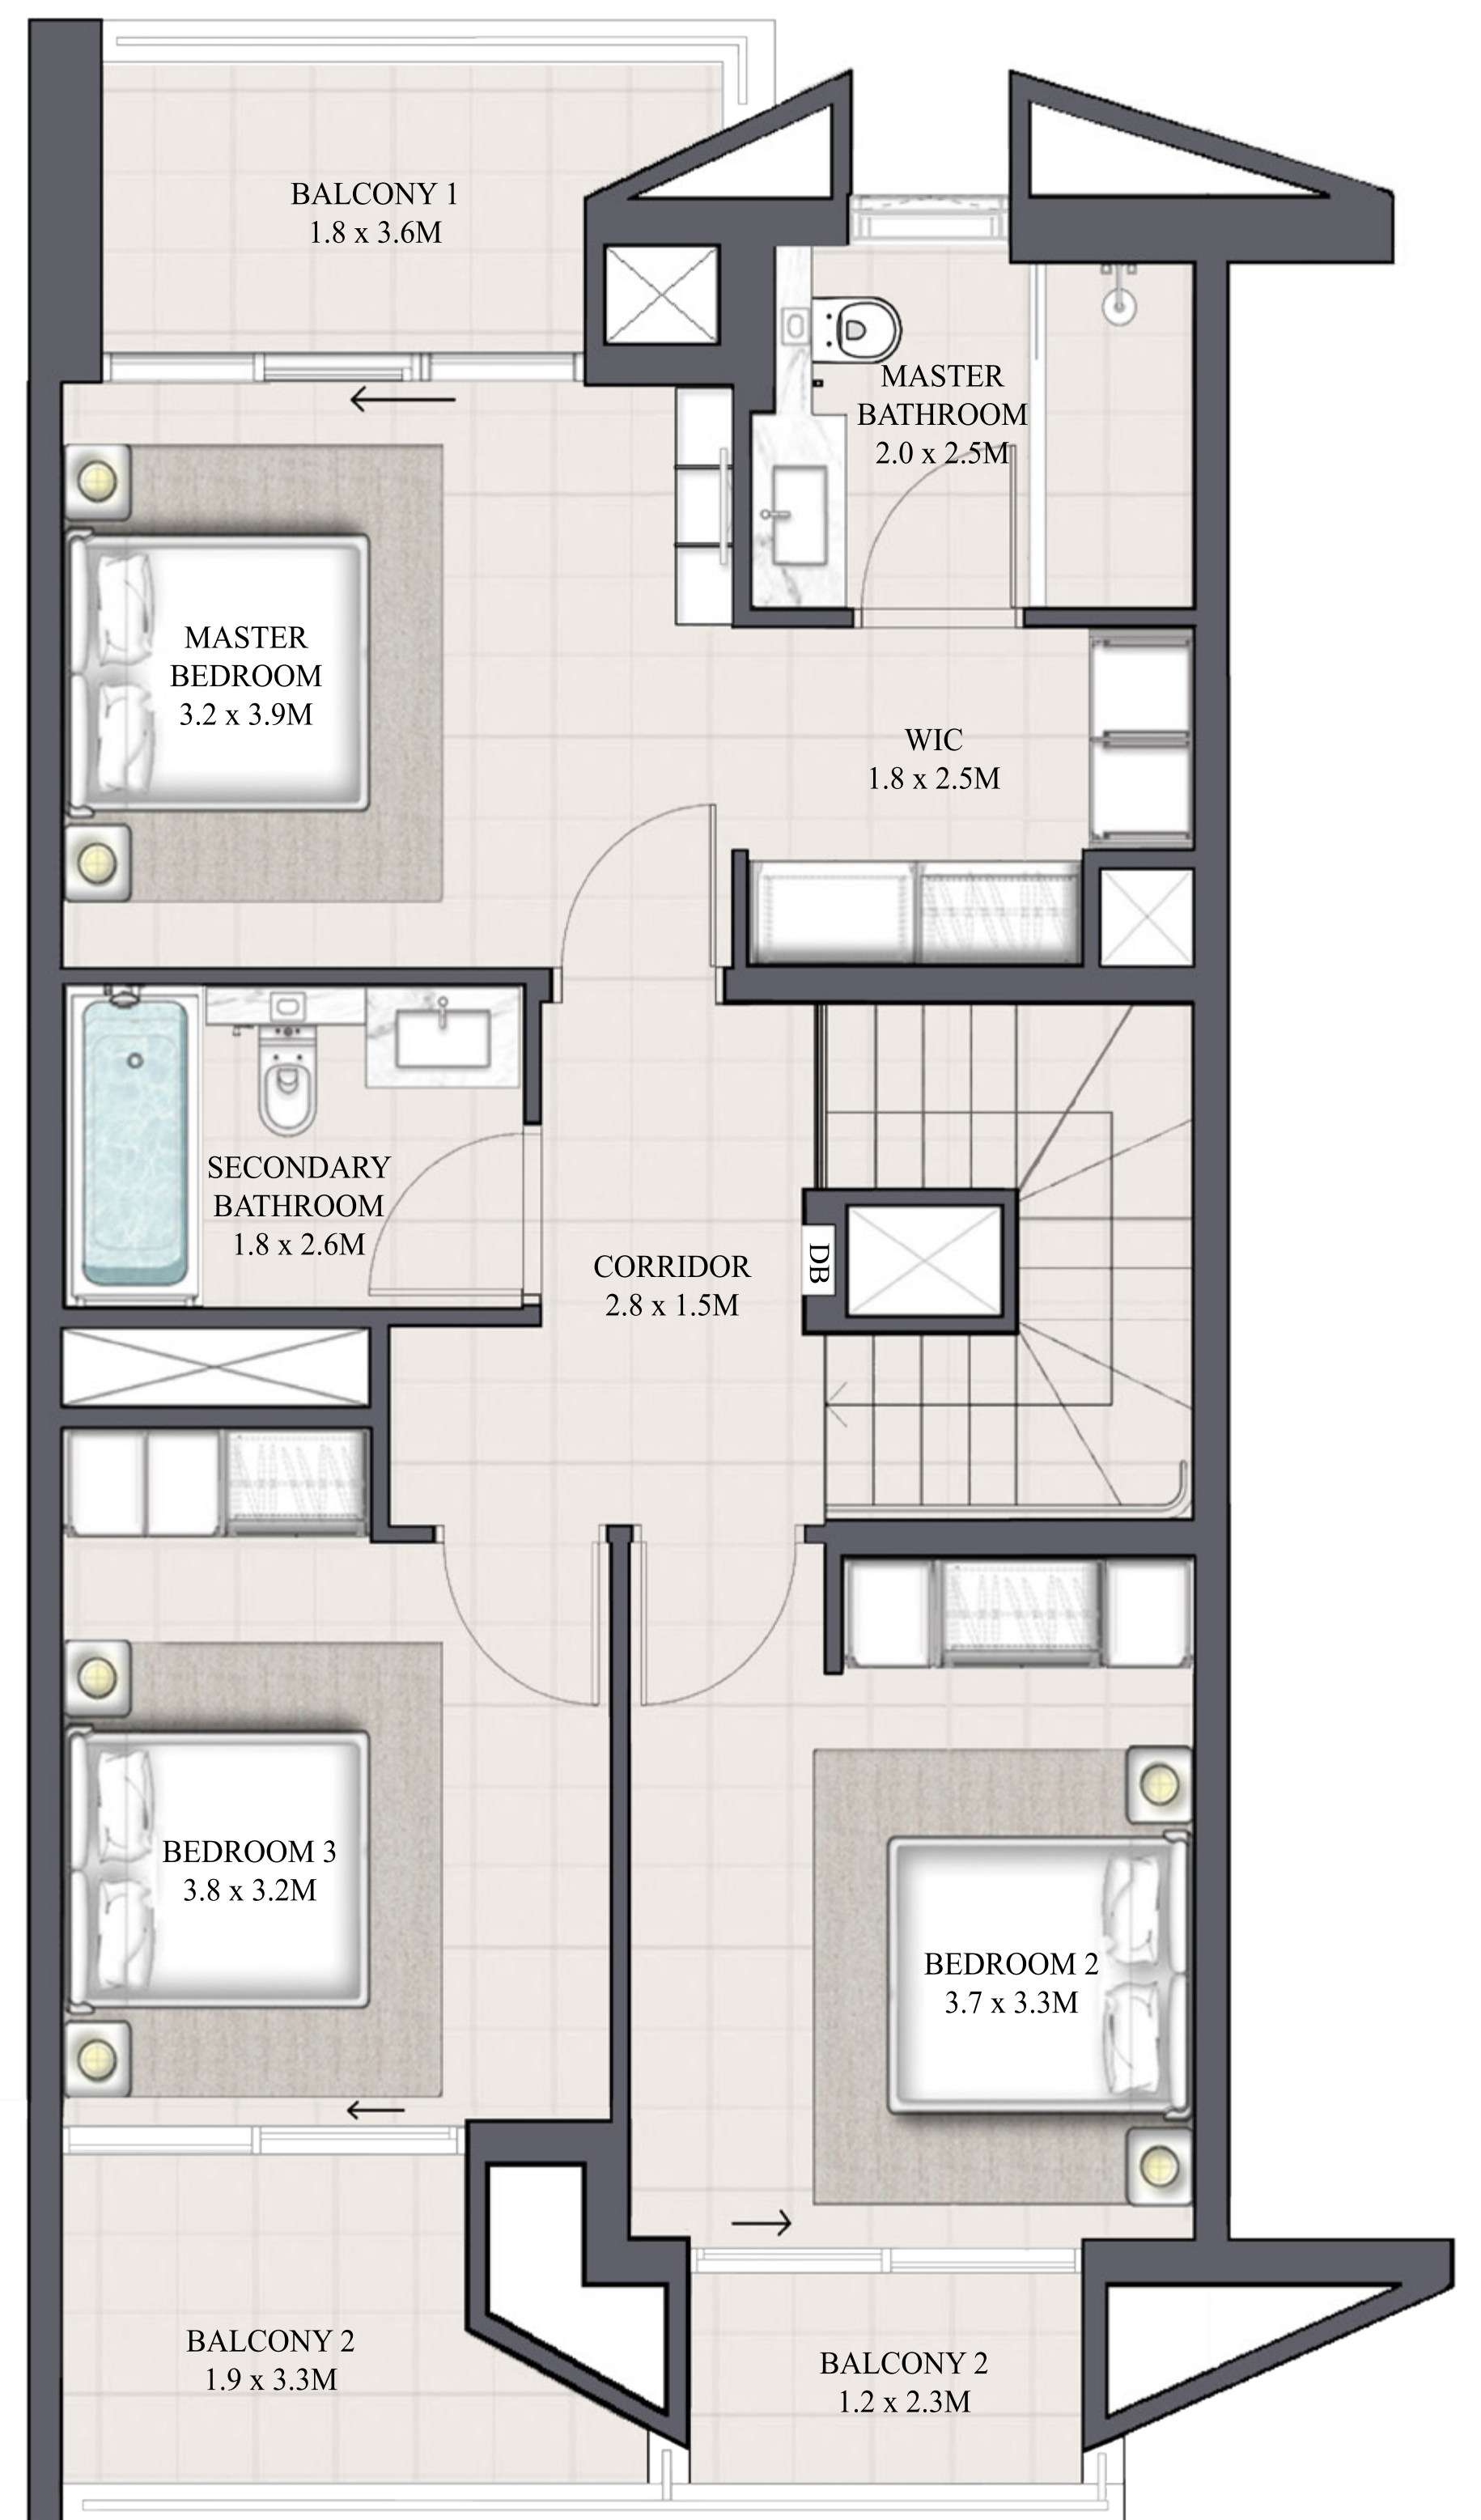 BALCONY 1
1.8 x 3.6M
MASTER
BATHROOM
2.0 x 2.5M
MASTER
BEDROOM
3.2 x 3.9M
WIC
1.8 x 2.5M
SECONDARY
BATHROOM
1.8 x 2.6M
CORRIDOR
2.8 x 1.5M
DB
BEDROOM 3
3.8 x 3.2M
BEDROOM 2
3.7 x 3.3M
BALCONY 2
1.9 x 3.3M
BALCONY 2
1.2 x 2.3M